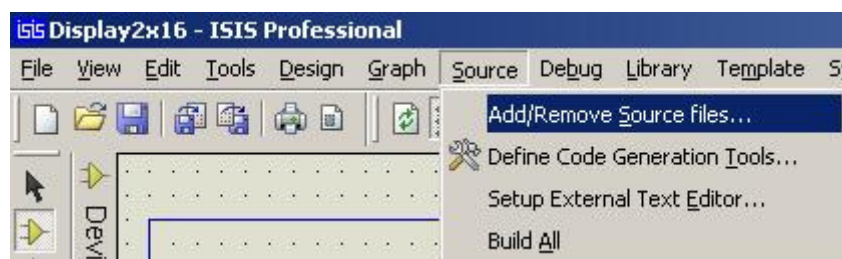 isis Display2x16 - ISIS Professional
File View Edit Tools Design Graph Source Debug Library Template S
Add/Remove Source files...
Define Code Generation Tools...
Setup External Text Editor...
Build All
Devi